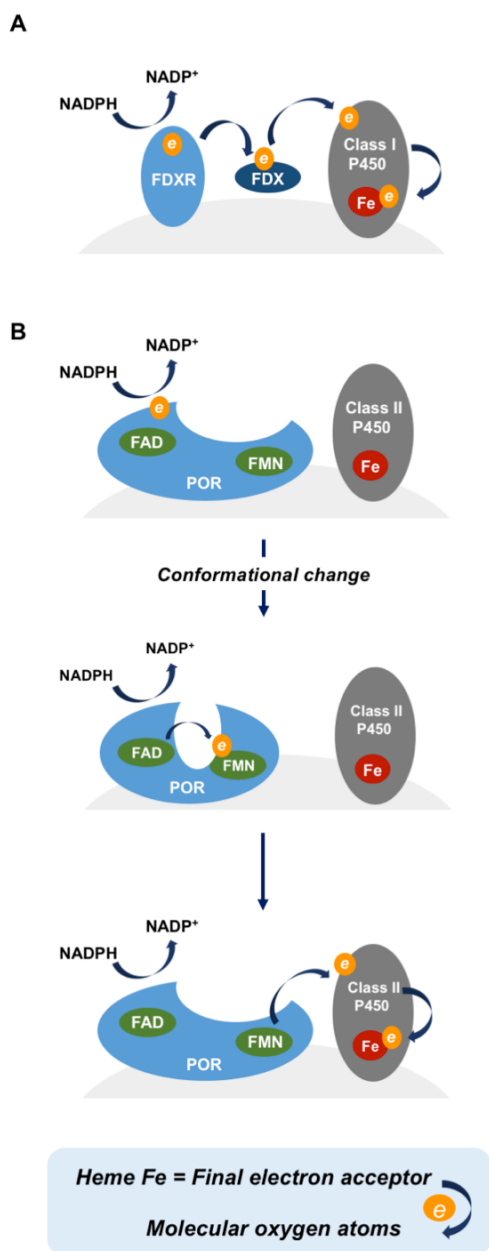 A
NADP+
NADPH
e
e
e
Class I
P450
FDXR
FDX
Fe
e
B
NADP+
NADPH
e
Class II
P450
FAD
FMN
Fe
POR
Conformational change
NADP+
NADPH
Class II
P450
e
FAD
FMN
Fe
POR
NADP+
NADPH
e
Class II
P450
FAD
FMN
Fe
e
POR
Heme Fe = Final electron acceptor
e
Molecular oxygen atoms